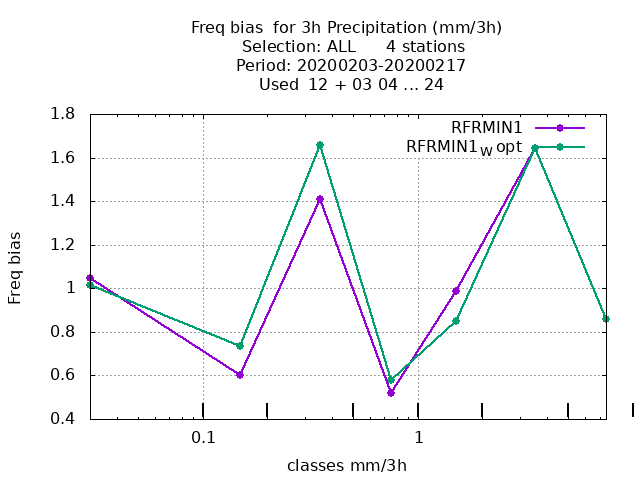 Freq bias  for 3h Precipitation (mm/3h)
Selection: ALL      4 stations
Period: 20200203-20200217
Used  12 + 03 04 ... 24
RFRMIN1
RFRMIN1W opt
1.8
1.6
1.4
1.2
1
0.8
0.6
0.4
Freq bias
0.1
1
classes mm/3h